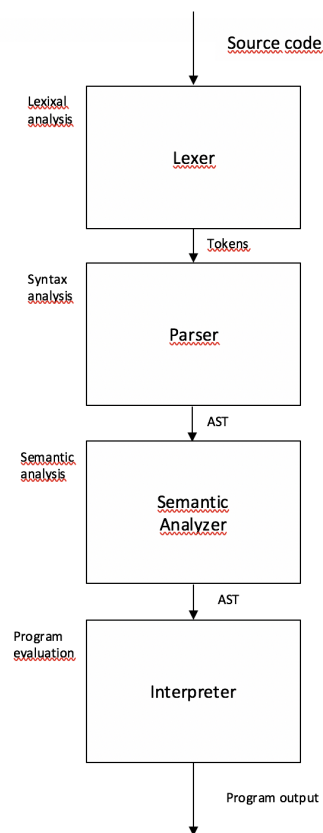 Source code
Lexixal
analysis
Lexer
Tokens
Syntax
analysis
Parser
AST
Semantic
analysis
Semantic
Analyzer
AST
Program
evaluation
Interpreter
Program output